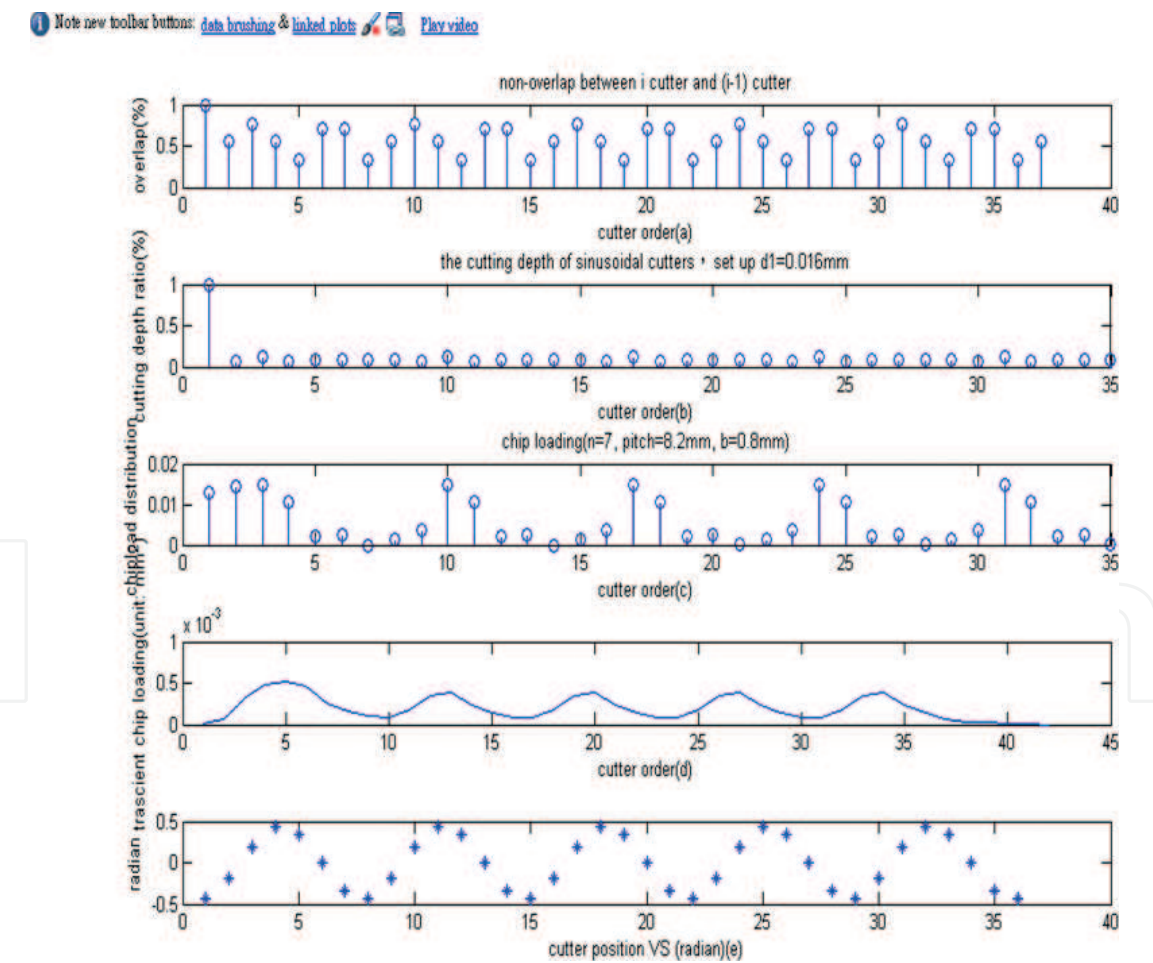 Note new toolbar buttons: data brushing & linked plots Play video
non-overlap between i cutter and (i-1) cutter
overlap(%)
1
0.5
0
0 5 10 15 20 25 30 35 40
cutter order(a)
the cutting depth of sinusoidal cutters, set up d1=0.016mm
cutting depth ratio(%)
1
0.5
0
0 5 10 15 20 25 30 35
cutter order(b)
chip loading(n=7, pitch=8.2mm, b=0.8mm)
chipload distribution
0.02
0.01
0
0 5 10 15 20 25 30 35
cutter order(c)
trascient chip loading(unit:
x 10-3
1
0.5
0
0 5 10 15 20 25 30 35 40 45
cutter order(d)
radian
0.5
0
-0.5
0 5 10 15 20 25 30 35 40
cutter position VS (radian)(e)